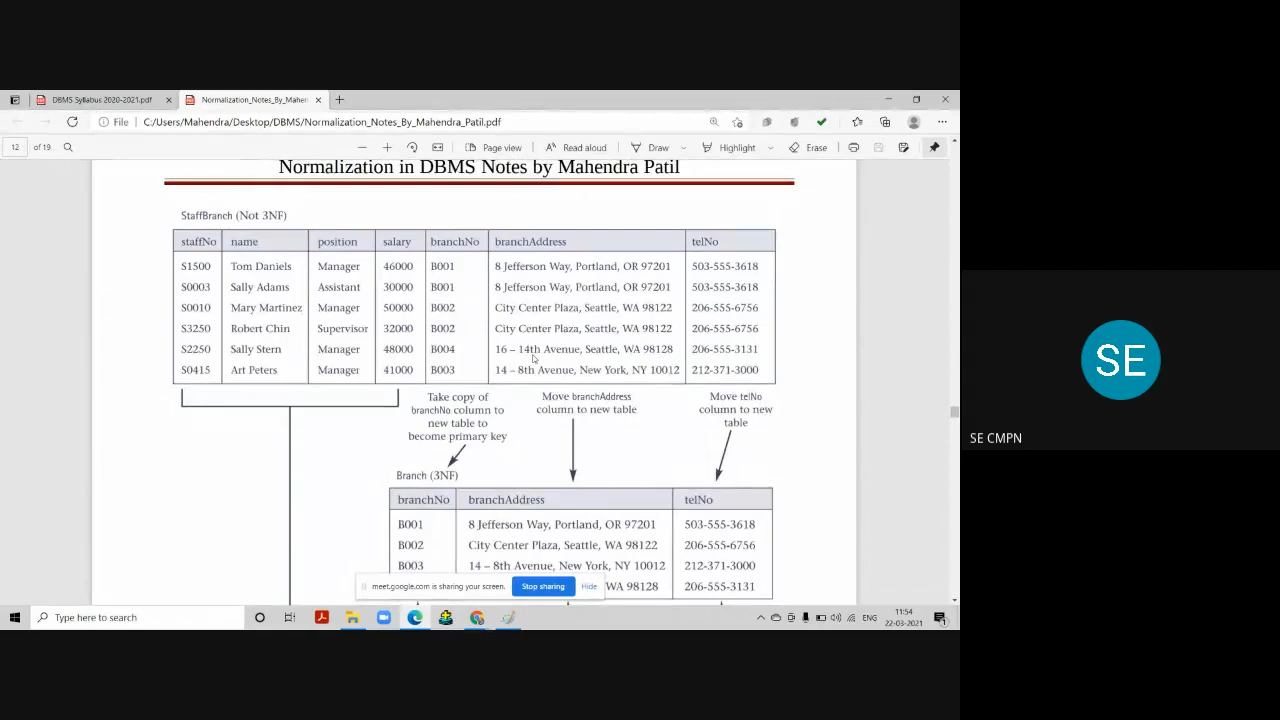 DBMS Syllabus 2020-2021.pdf
Normalization_Notes_By_Mahen
File
C:/Users/Mahendra/Desktop/DBMS/Normalization_Notes_By_Mahendra_Patil.pdf
12 of 19
Page view
Read aloud
Draw
Highlight
Erase
Normalization in DBMS Notes by Mahendra Patil
StaffBranch (Not 3NF)
staffNo name position salary branchNo branchAddress telNo
S1500 Tom Daniels Manager 46000 B001 8 Jefferson Way, Portland, OR 97201 503-555-3618
S0003 Sally Adams Assistant 30000 B001 8 Jefferson Way, Portland, OR 97201 503-555-3618
S0010 Mary Martinez Manager 50000 B002 City Center Plaza, Seattle, WA 98122 206-555-6756
S3250 Robert Chin Supervisor 32000 B002 City Center Plaza, Seattle, WA 98122 206-555-6756
S2250 Sally Stern Manager 48000 B004 16 – 14th Avenue, Seattle, WA 98128 206-555-3131
S0415 Art Peters Manager 41000 B003 14 – 8th Avenue, New York, NY 10012 212-371-3000
Take copy of
branchNo column to
new table to
become primary key
Move branchAddress
column to new table
Move telNo
column to new
table
Branch (3NF)
branchNo branchAddress telNo
B001 8 Jefferson Way, Portland, OR 97201 503-555-3618
B002 City Center Plaza, Seattle, WA 98122 206-555-6756
B003 14 – 8th Avenue, New York, NY 10012 212-371-3000
WA 98128 206-555-3131
meet.google.com is sharing your screen.
Stop sharing
Hide
Type here to search
ENG
11:54
22-03-2021
SE
SE CMPN